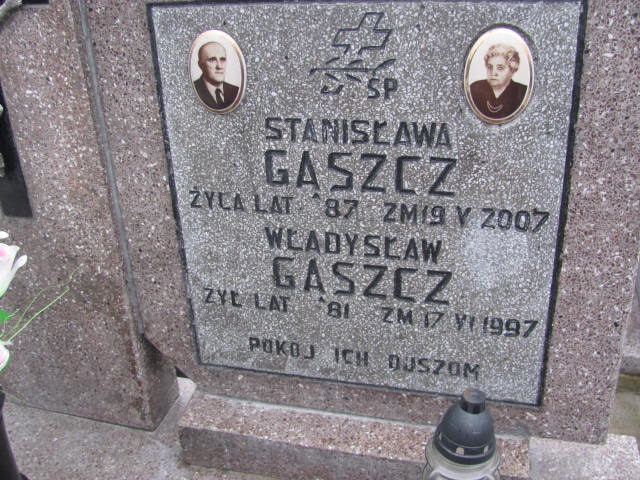 SP
STANISŁAWA
GĄSZCZ
ŻYŁA LAT 87 ZM 19 V 2007
WŁADYSŁAW
GĄSZCZ
ŻYŁ LAT 81 ZM 17 VI 1997
POKÓJ ICH DUSZOM